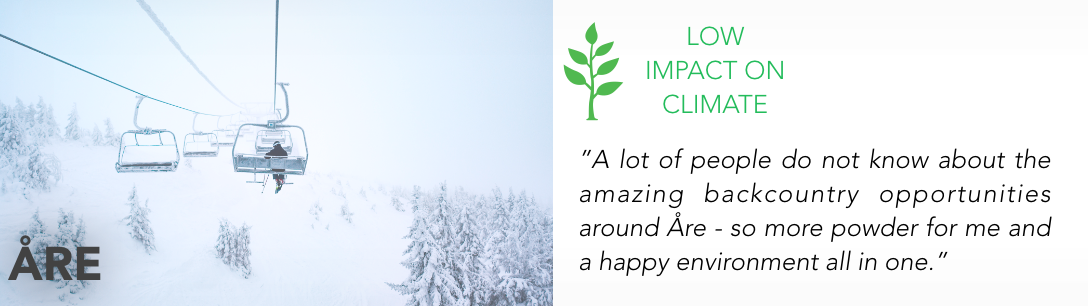 ÅRE
LOW
IMPACT ON
CLIMATE
”A lot of people do not know about the
amazing backcountry opportunities
around Åre - so more powder for me and
a happy environment all in one.”